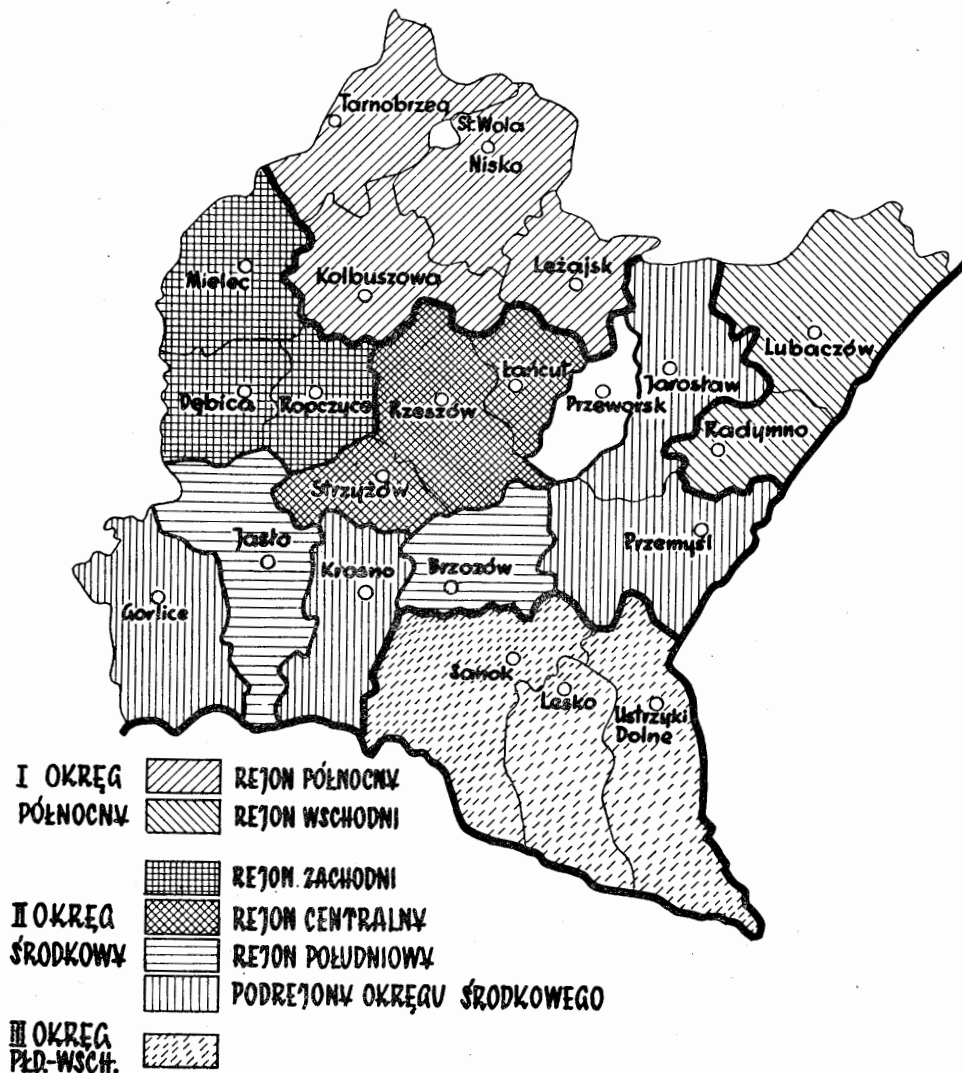 Tarnobrzeg
St.Wola
Nisko
Mielec
Kolbuszowa
Leżajsk
Lubaczów
Łańcut
Jarosław
Dębica
Ropczyce
Rzeszów
Przeworsk
Radymno
Strzyżów
Jasło
Krosno
Brzozów
Przemyśl
Gorlice
Sanok
Lesko
Ustrzyki
Dolne
I OKRĘG
PÓŁNOCNY
REJON PÓŁNOCNY
REJON WSCHODNI
II OKRĘG
ŚRODKOWY
REJON ZACHODNI
REJON CENTRALNY
REJON POŁUDNIOWY
PODREJONY OKRĘGU ŚRODKOWEGO
III OKRĘG
PŁD.-WSCH.